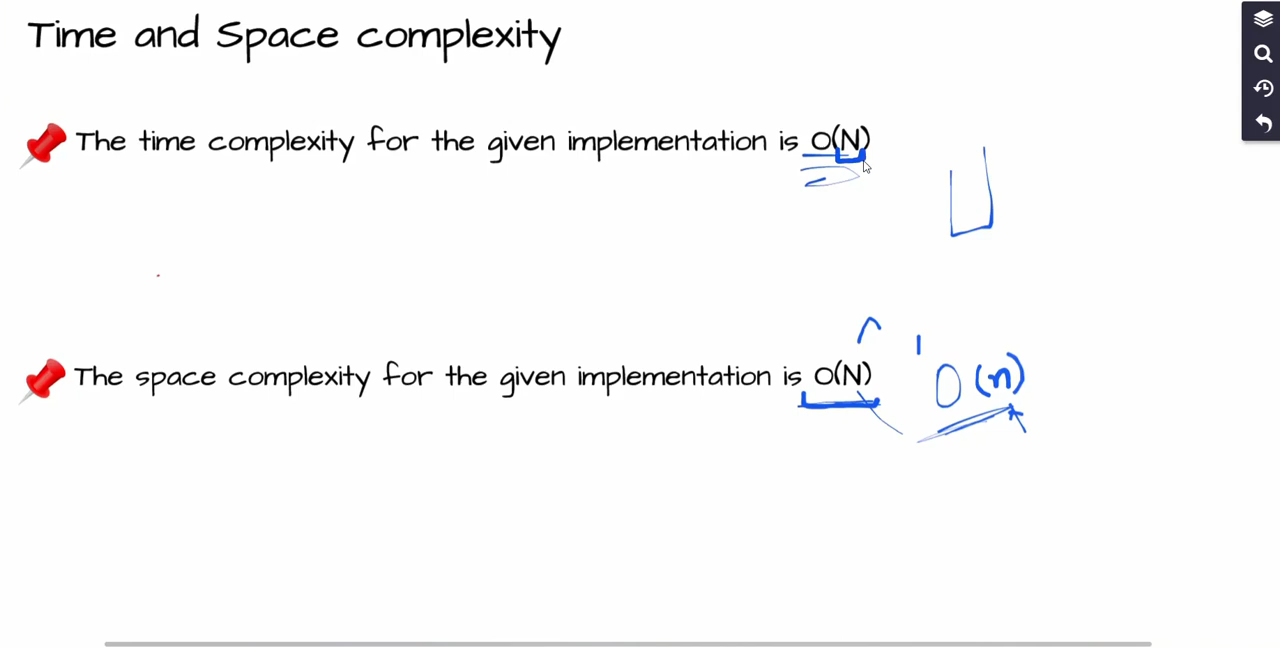 Time and Space complexity
The time complexity for the given implementation is O(N)
The space complexity for the given implementation is O(N)
O(n)